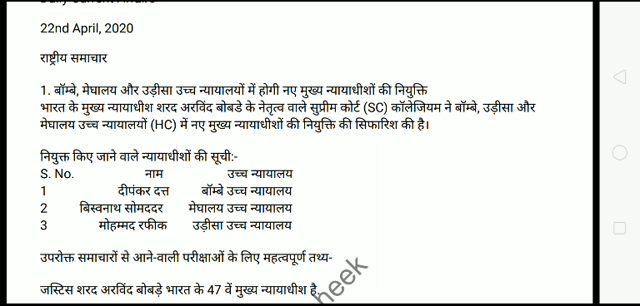 22nd April, 2020
राष्ट्रीय समाचार
1. बॉम्बे, मेघालय और उड़ीसा उच्च न्यायालयों में होगी नए मुख्य न्यायाधीशों की नियुक्ति
भारत के मुख्य न्यायाधीश शरद अरविंद बोबडे के नेतृत्व वाले सुप्रीम कोर्ट (SC) कॉलेजियम ने बॉम्बे, उड़ीसा और
मेघालय उच्च न्यायालयों (HC) में नए मुख्य न्यायाधीशों की नियुक्ति की सिफारिश की है।
नियुक्त किए जाने वाले न्यायाधीशों की सूची:-
S. No. नाम उच्च न्यायालय
1 दीपंकर दत्त बॉम्बे उच्च न्यायालय
2 बिस्वनाथ सोमददर मेघालय उच्च न्यायालय
3 मोहम्मद रफीक उड़ीसा उच्च न्यायालय
उपरोक्त समाचारों से आने-वाली परीक्षाओं के लिए महत्वपूर्ण तथ्य-
जस्टिस शरद अरविंद बोबड़े भारत के 47 वें मुख्य न्यायाधीश है.